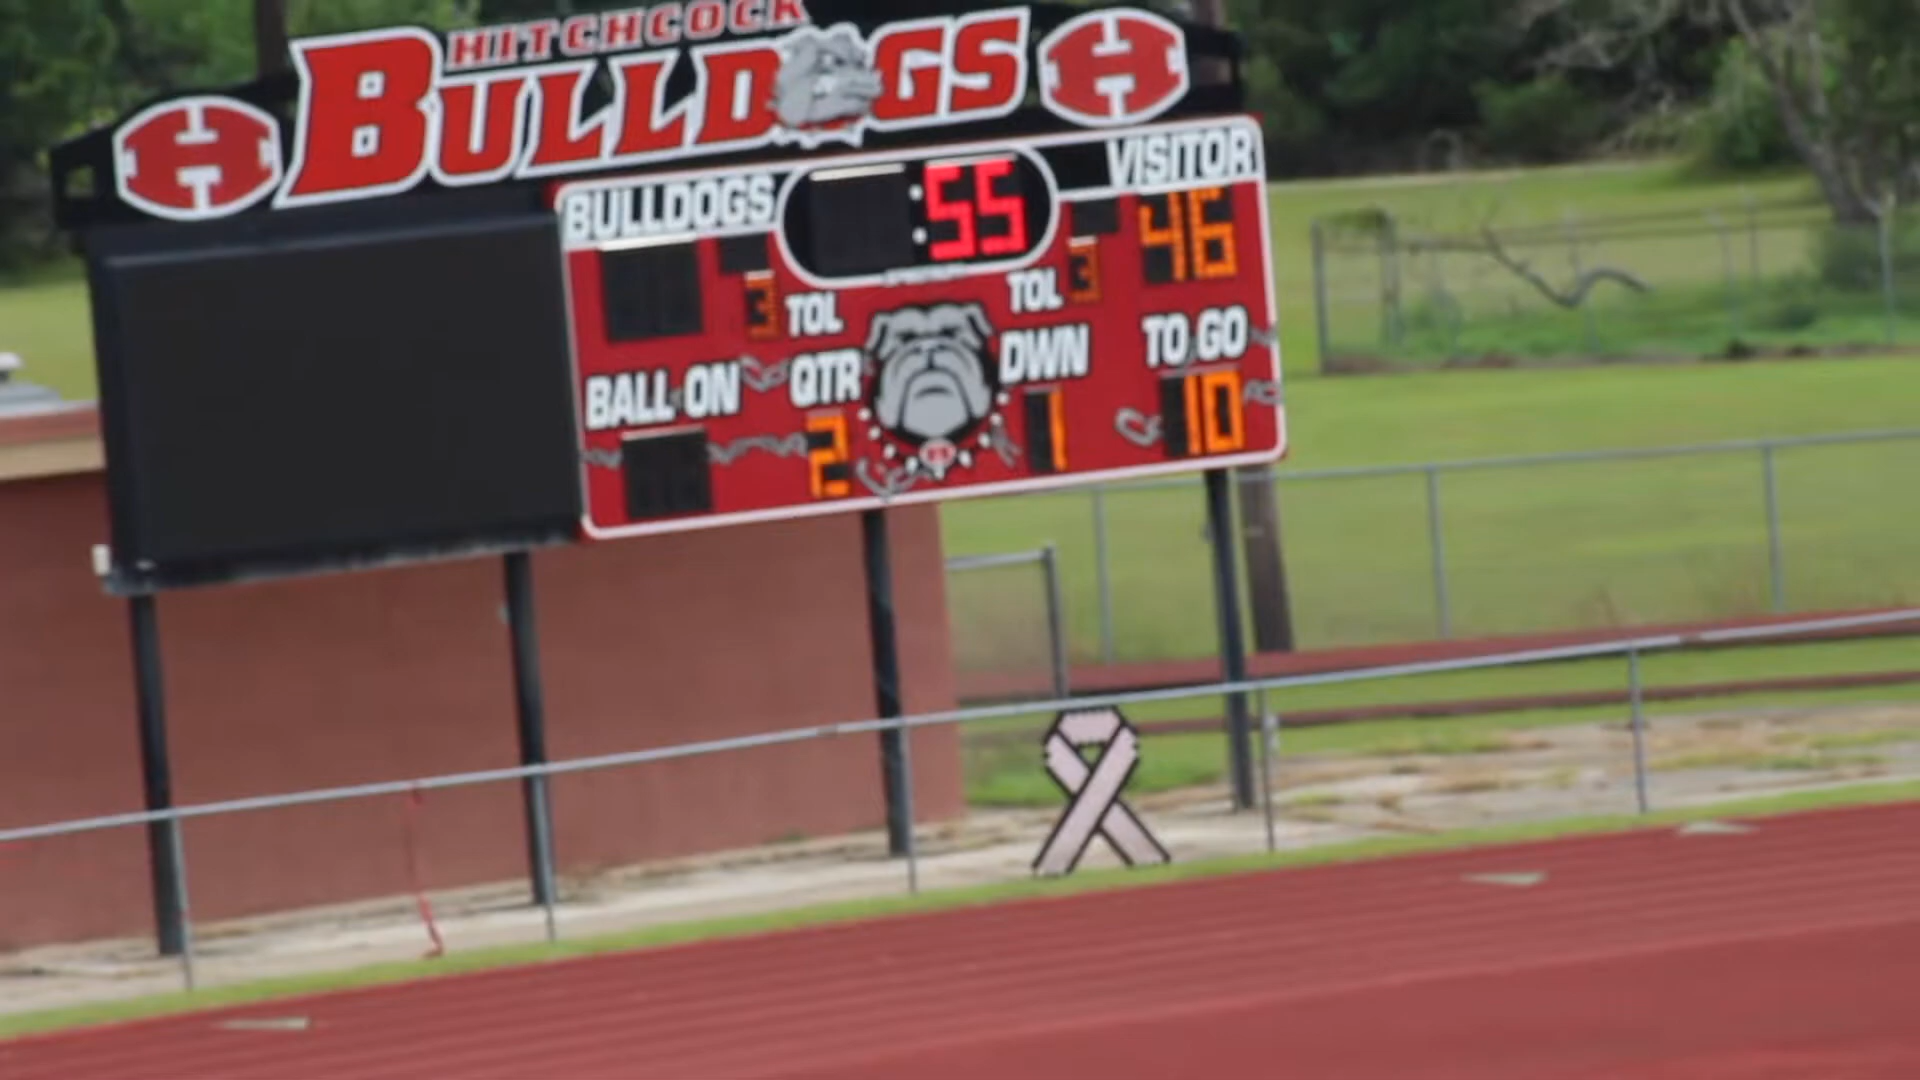 HITCHCOCK
BULLDOGS
H
H
BULLDOGS :55 VISITOR
46
3 TOL TOL 3
BALL ON QTR DWN TO GO
2 1 10